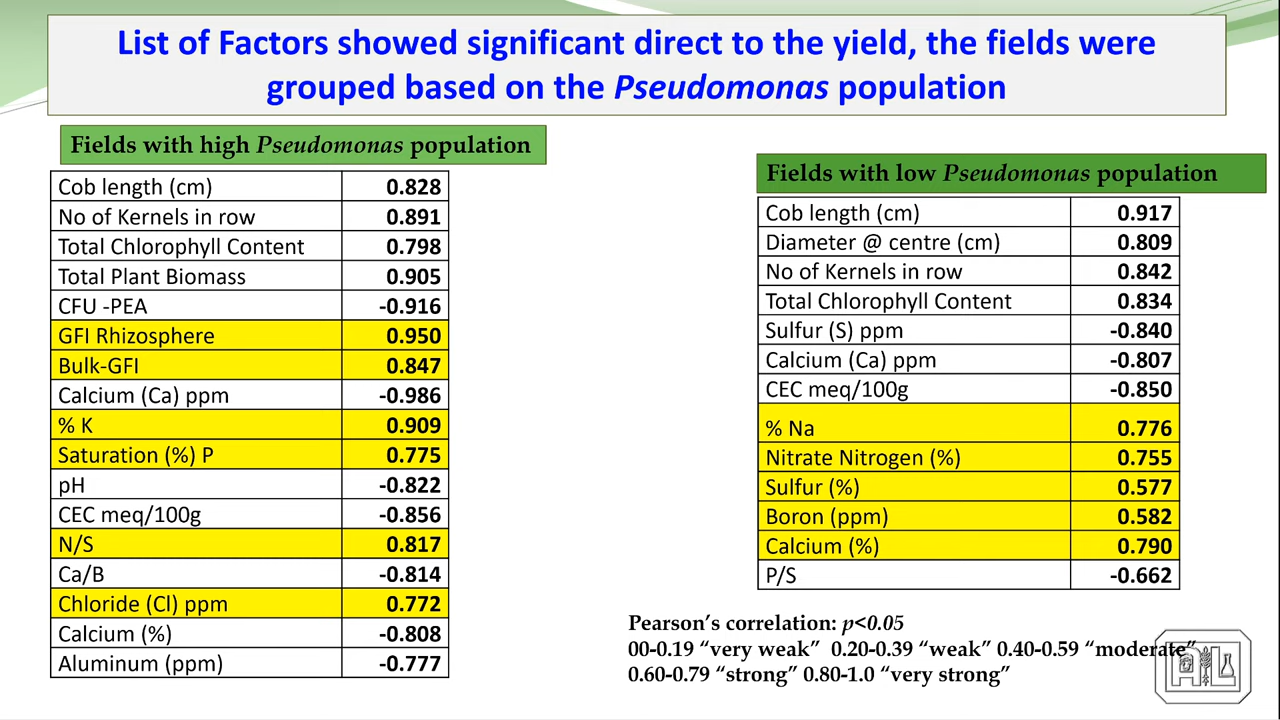 List of Factors showed significant direct to the yield, the fields were
grouped based on the Pseudomonas population
Fields with high Pseudomonas population
Cob length (cm) 0.828
No of Kernels in row 0.891
Total Chlorophyll Content 0.798
Total Plant Biomass 0.905
CFU -PEA -0.916
GFI Rhizosphere 0.950
Bulk-GFI 0.847
Calcium (Ca) ppm -0.986
% K 0.909
Saturation (%) P 0.775
pH -0.822
CEC meq/100g -0.856
N/S 0.817
Ca/B -0.814
Chloride (Cl) ppm 0.772
Calcium (%) -0.808
Aluminum (ppm) -0.777
Fields with low Pseudomonas population
Cob length (cm) 0.917
Diameter @ centre (cm) 0.809
No of Kernels in row 0.842
Total Chlorophyll Content 0.834
Sulfur (S) ppm -0.840
Calcium (Ca) ppm -0.807
CEC meq/100g -0.850
% Na 0.776
Nitrate Nitrogen (%) 0.755
Sulfur (%) 0.577
Boron (ppm) 0.582
Calcium (%) 0.790
P/S -0.662
Pearson’s correlation: p<0.05
00-0.19 “very weak” 0.20-0.39 “weak” 0.40-0.59 “moderate”
0.60-0.79 “strong” 0.80-1.0 “very strong”